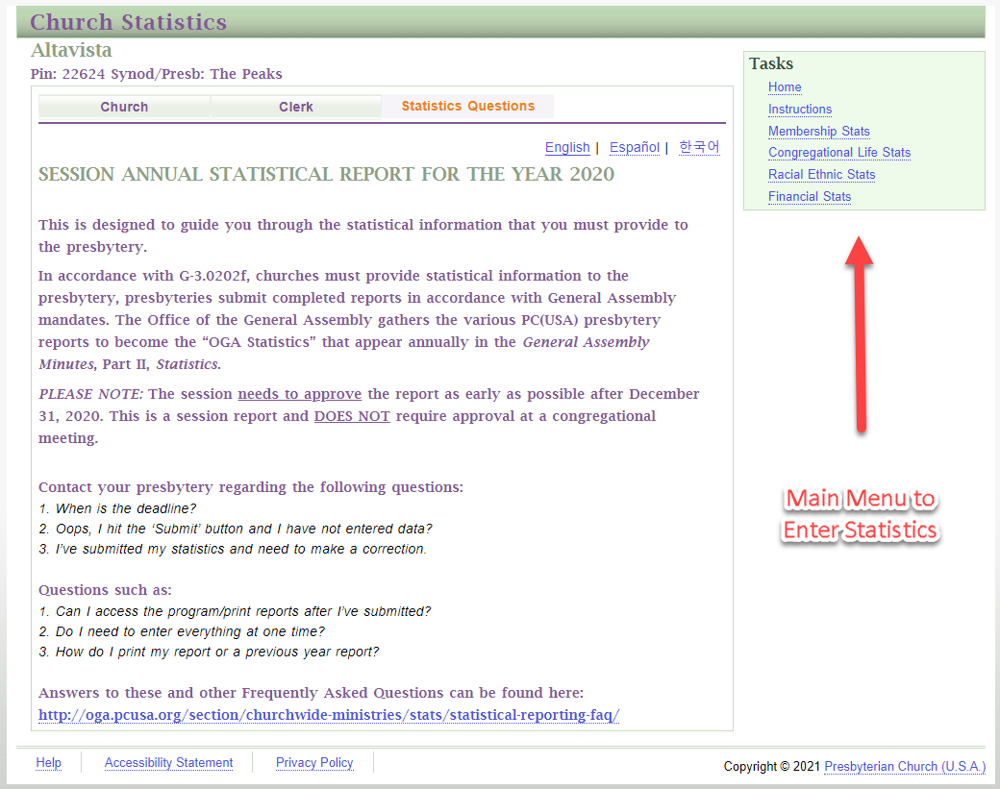 Church Statistics
Altavista
Pin: 22624 Synod/Presb: The Peaks
Church
Clerk
Statistics Questions
English | Español | 한국어
SESSION ANNUAL STATISTICAL REPORT FOR THE YEAR 2020
This is designed to guide you through the statistical information that you must provide to
the presbytery.
In accordance with G-3.0202f, churches must provide statistical information to the
presbytery, presbyteries submit completed reports in accordance with General Assembly
mandates. The Office of the General Assembly gathers the various PC(USA) presbytery
reports to become the “OGA Statistics” that appear annually in the General Assembly
Minutes, Part II, Statistics.
PLEASE NOTE: The session needs to approve the report as early as possible after December
31, 2020. This is a session report and DOES NOT require approval at a congregational
meeting.
Contact your presbytery regarding the following questions:
1. When is the deadline?
2. Oops, I hit the ‘Submit’ button and I have not entered data?
3. I’ve submitted my statistics and need to make a correction.
Questions such as:
1. Can I access the program/print reports after I’ve submitted?
2. Do I need to enter everything at one time?
3. How do I print my report or a previous year report?
Answers to these and other Frequently Asked Questions can be found here:
http://oga.pcusa.org/section/churchwide-ministries/stats/statistical-reporting-faq/
Tasks
Home
Instructions
Membership Stats
Congregational Life Stats
Racial Ethnic Stats
Financial Stats
Main Menu to
Enter Statistics
Help
Accessibility Statement
Privacy Policy
Copyright © 2021 Presbyterian Church (U.S.A.)